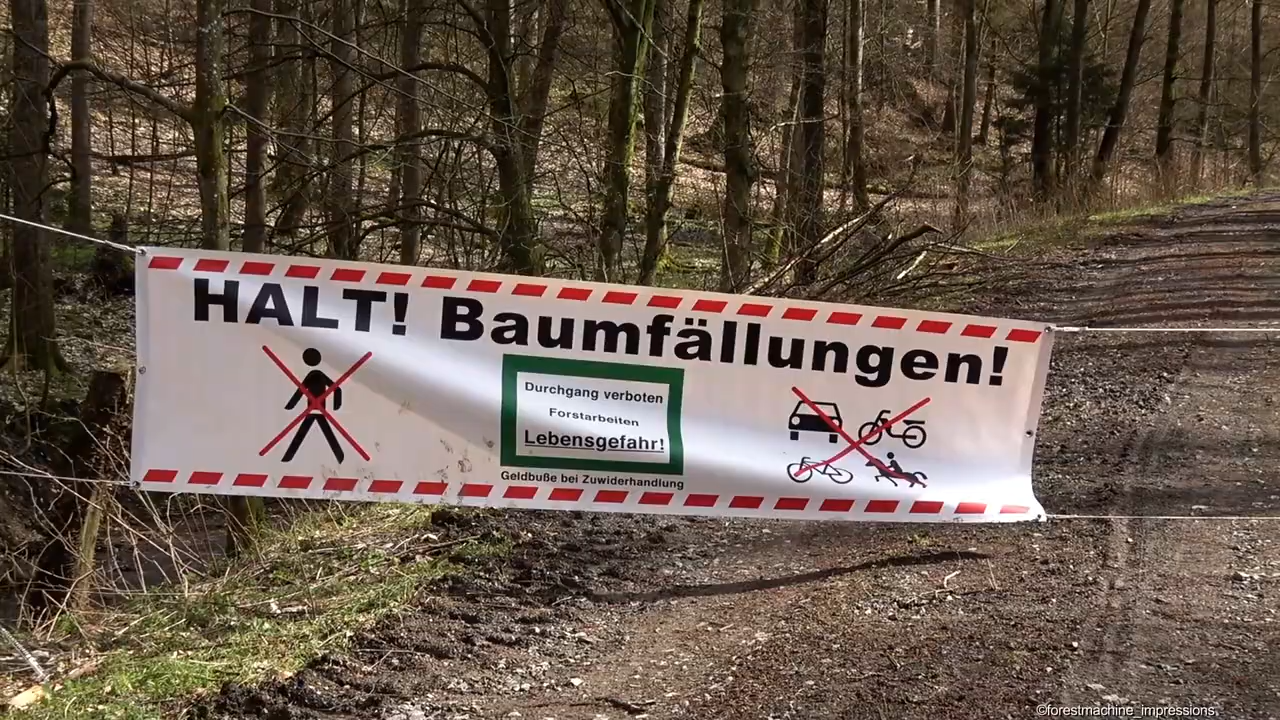 HALT! Baumfällungen!
Durchgang verboten
Forstarbeiten
Lebensgefahr!
Geldbuße bei Zuwiderhandlung
©forestmachine_impressions